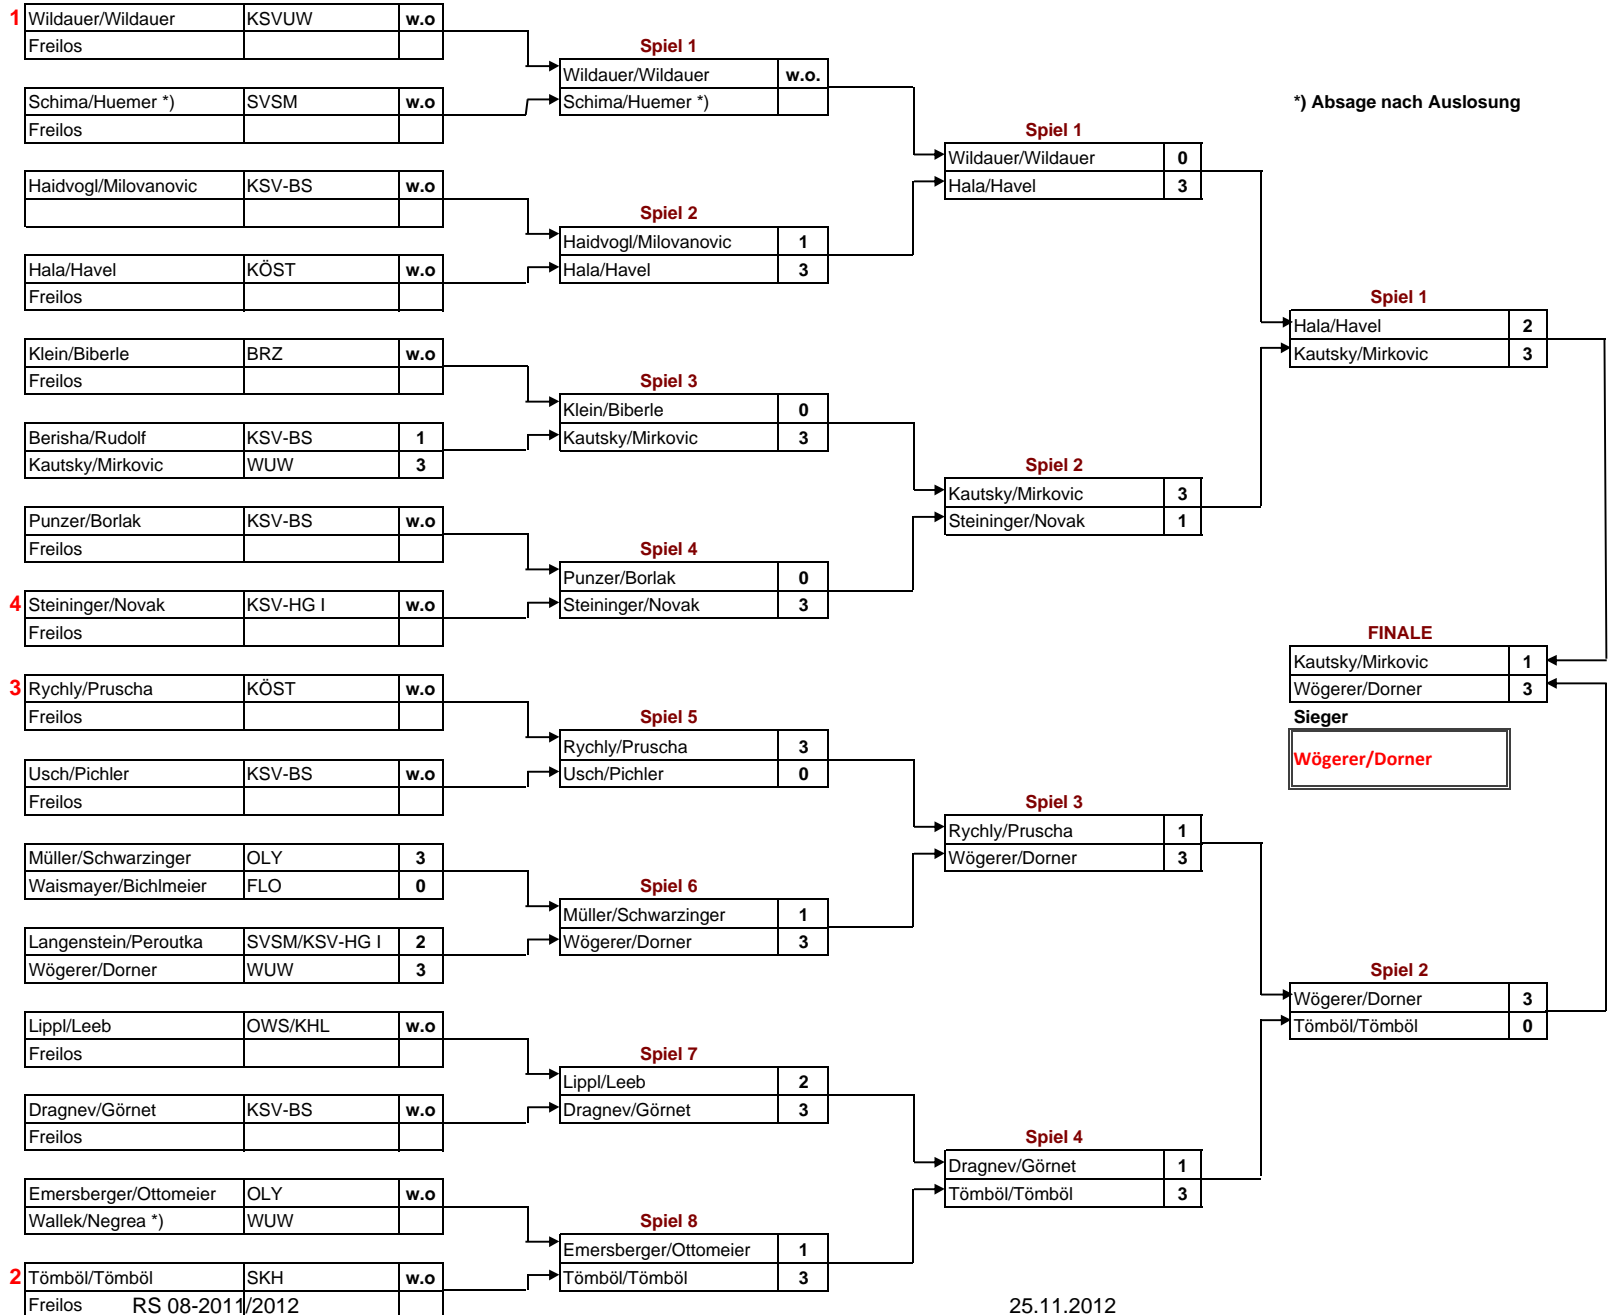 1 Wildauer/Wildauer KSVUW w.o
Freilos
Schima/Huemer *) SVSM w.o
Freilos
Haidvogl/Milovanovic KSV-BS w.o
Hala/Havel KÖST w.o
Freilos
Klein/Biberle BRZ w.o
Freilos
Berisha/Rudolf KSV-BS 1
Kautsky/Mirkovic WUW 3
Punzer/Borlak KSV-BS w.o
Freilos
4 Steininger/Novak KSV-HG I w.o
Freilos
3 Rychly/Pruscha KÖST w.o
Freilos
Usch/Pichler KSV-BS w.o
Freilos
Müller/Schwarzinger OLY 3
Waismayer/Bichlmeier FLO 0
Langenstein/Peroutka SVSM/KSV-HG I 2
Wögerer/Dorner WUW 3
Lippl/Leeb OWS/KHL w.o
Freilos
Dragnev/Görnet KSV-BS w.o
Freilos
Emersberger/Ottomeier OLY w.o
Wallek/Negrea *) WUW
2 Tömböl/Tömböl SKH w.o
Freilos
Spiel 1
Wildauer/Wildauer w.o.
Schima/Huemer *)
Spiel 2
Haidvogl/Milovanovic 1
Hala/Havel 3
Spiel 3
Klein/Biberle 0
Kautsky/Mirkovic 3
Spiel 4
Punzer/Borlak 0
Steininger/Novak 3
Spiel 5
Rychly/Pruscha 3
Usch/Pichler 0
Spiel 6
Müller/Schwarzinger 1
Wögerer/Dorner 3
Spiel 7
Lippl/Leeb 2
Dragnev/Görnet 3
Spiel 8
Emersberger/Ottomeier 1
Tömböl/Tömböl 3
Spiel 1
Wildauer/Wildauer 0
Hala/Havel 3
Spiel 2
Kautsky/Mirkovic 3
Steininger/Novak 1
Spiel 3
Rychly/Pruscha 1
Wögerer/Dorner 3
Spiel 4
Dragnev/Görnet 1
Tömböl/Tömböl 3
*) Absage nach Auslosung
Spiel 1
Hala/Havel 2
Kautsky/Mirkovic 3
FINALE
Kautsky/Mirkovic 1
Wögerer/Dorner 3
Sieger
Wögerer/Dorner
Spiel 2
Wögerer/Dorner 3
Tömböl/Tömböl 0
RS 08-2011/2012 25.11.2012